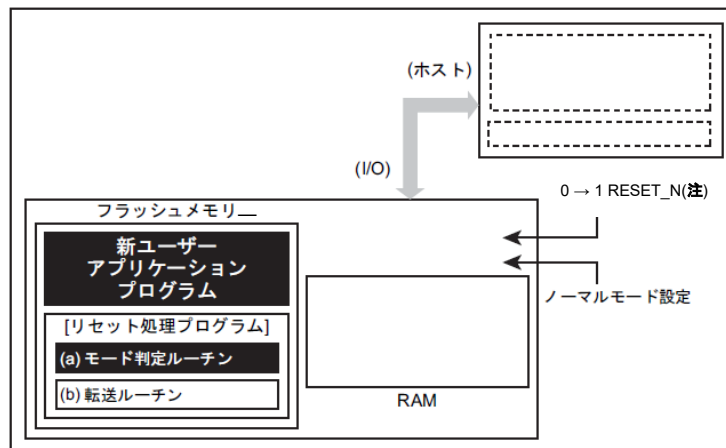 (ホスト)
(I/O)
0 → 1 RESET_N(注)
フラッシュメモリ
新ユーザー
アプリケーション
プログラム
ノーマルモード設定
[リセット処理プログラム]
(a) モード判定ルーチン
(b) 転送ルーチン
RAM